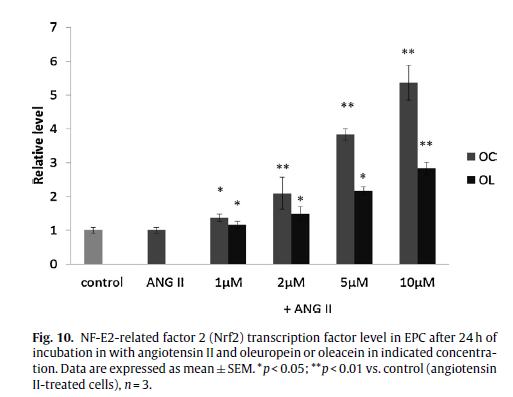 7
6
5
4
3
2
1
0
Relative level
** 
** ** 
** * 
* * *
OC
OL
control ANG II 1µM 2µM 5µM 10µM
+ ANG II
Fig. 10. NF-E2-related factor 2 (Nrf2) transcription factor level in EPC after 24 h of
incubation in with angiotensin II and oleuropein or oleacein in indicated concentra-
tion. Data are expressed as mean ± SEM. *p < 0.05; **p < 0.01 vs. control (angiotensin
II-treated cells), n = 3.